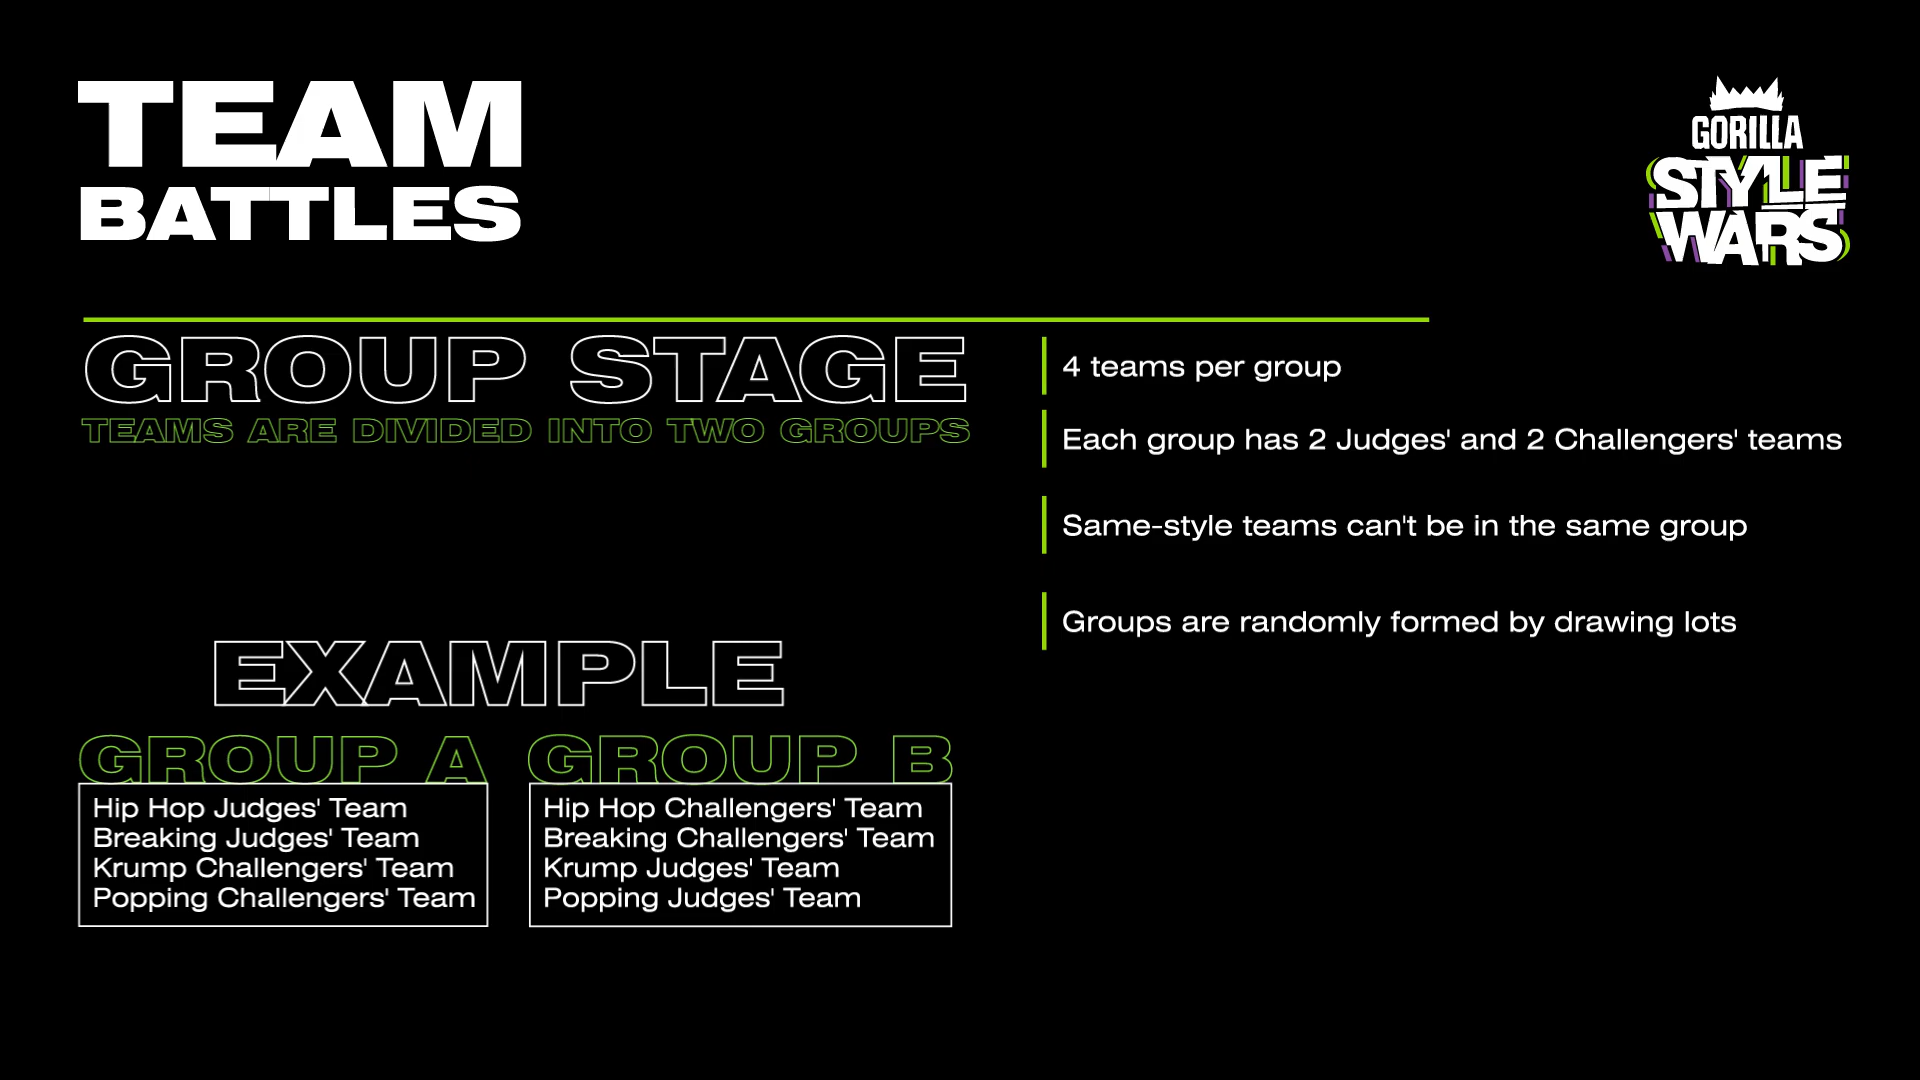 TEAM
BATTLES
GORILLA
STYLE
WARS
GROUP STAGE
TEAMS ARE DIVIDED INTO TWO GROUPS
4 teams per group
Each group has 2 Judges' and 2 Challengers' teams
Same-style teams can't be in the same group
Groups are randomly formed by drawing lots
EXAMPLE
GROUP A
Hip Hop Judges' Team
Breaking Judges' Team
Krump Challengers' Team
Popping Challengers' Team
GROUP B
Hip Hop Challengers' Team
Breaking Challengers' Team
Krump Judges' Team
Popping Judges' Team